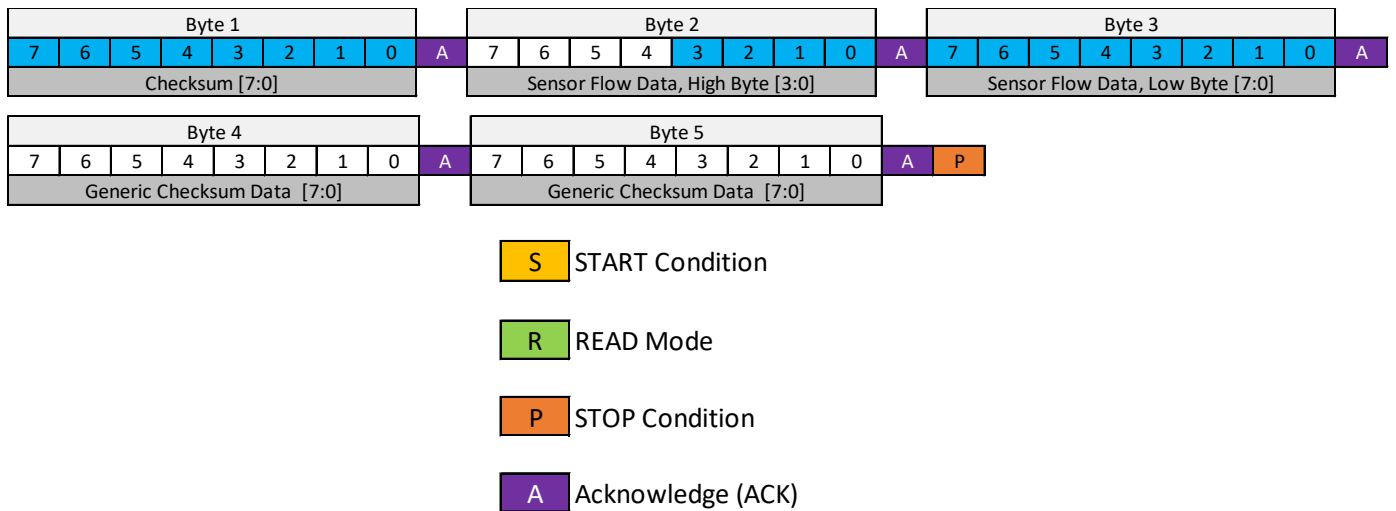 Byte 1 Byte 2 Byte 3
7 6 5 4 3 2 1 0 A 7 6 5 4 3 2 1 0 A 7 6 5 4 3 2 1 0 A
Checksum [7:0] Sensor Flow Data, High Byte [3:0] Sensor Flow Data, Low Byte [7:0]
Byte 4 Byte 5
7 6 5 4 3 2 1 0 A 7 6 5 4 3 2 1 0 A P
Generic Checksum Data [7:0] Generic Checksum Data [7:0]
S START Condition
R READ Mode
P STOP Condition
A Acknowledge (ACK)